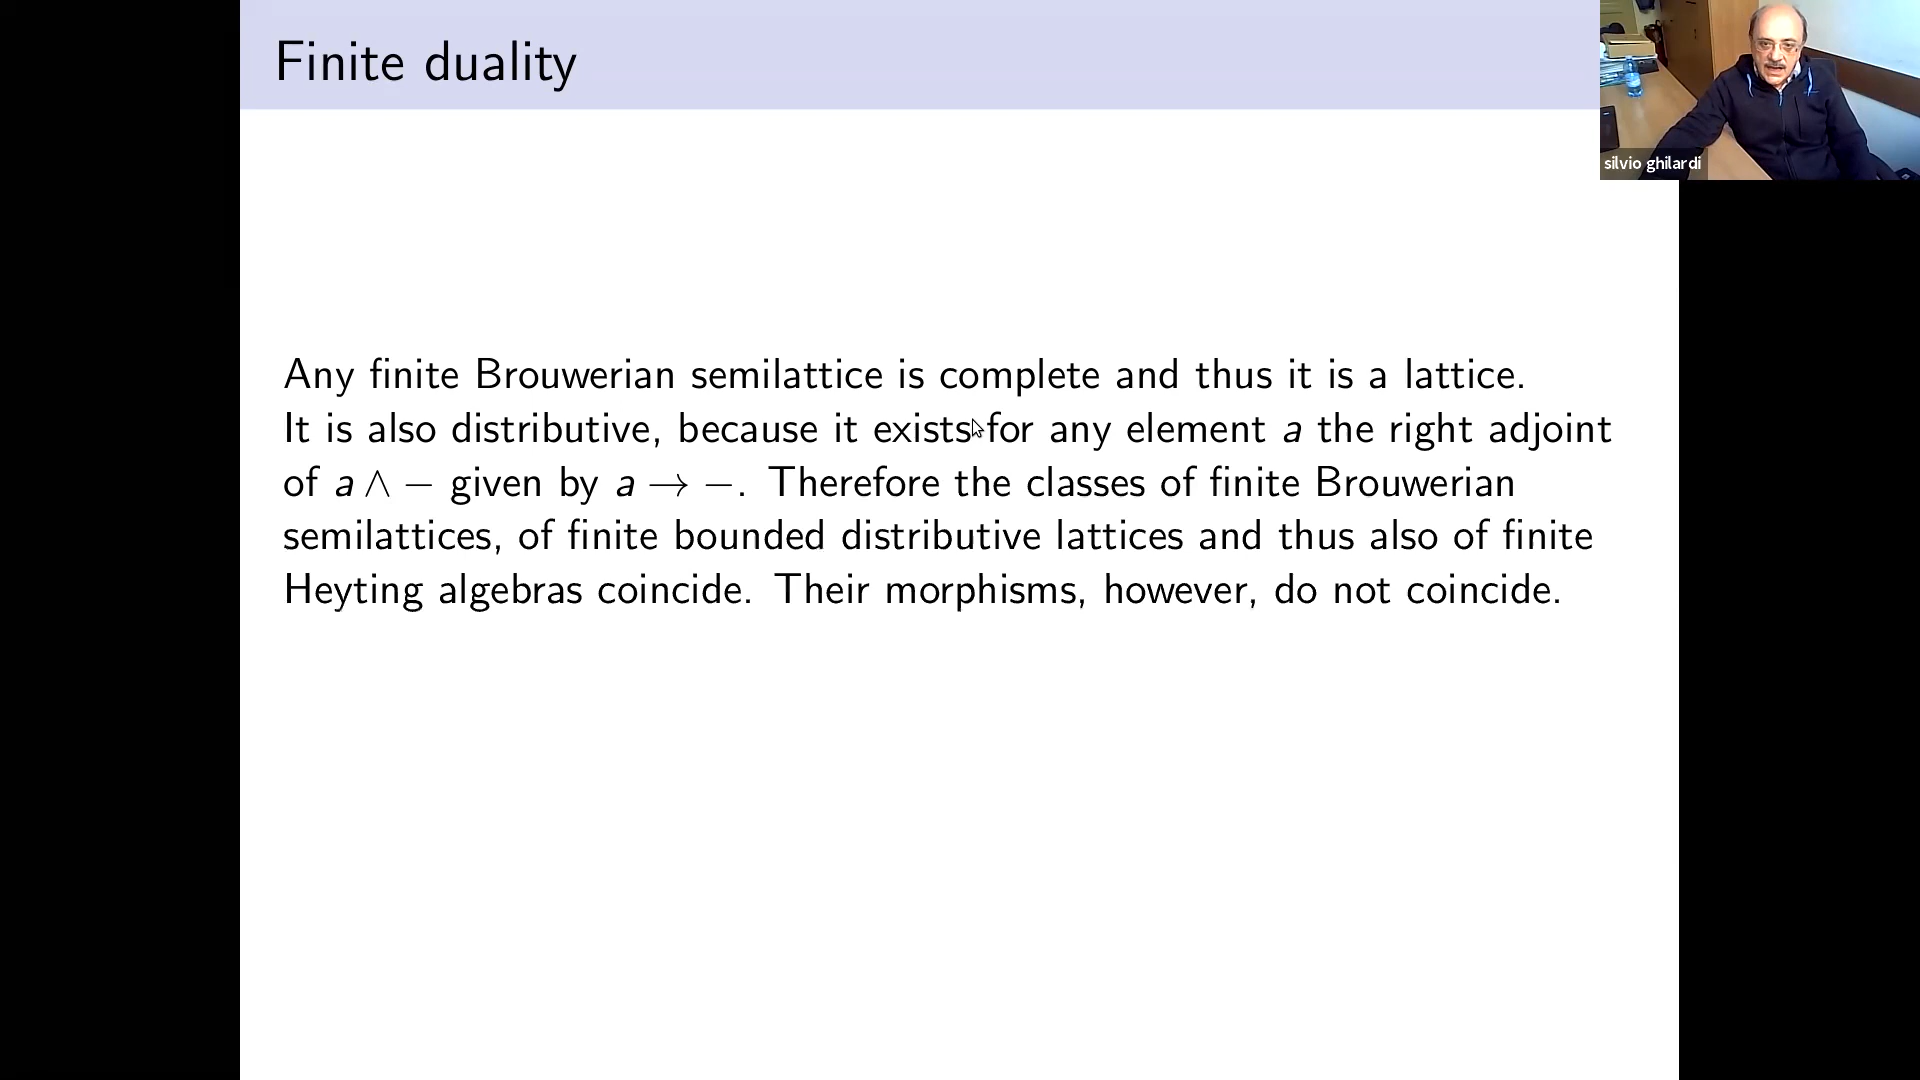 Finite duality
silvio ghilardi
Any finite Brouwerian semilattice is complete and thus it is a lattice.
It is also distributive, because it exists for any element a the right adjoint
of a ∧ − given by a → −. Therefore the classes of finite Brouwerian
semilattices, of finite bounded distributive lattices and thus also of finite
Heyting algebras coincide. Their morphisms, however, do not coincide.